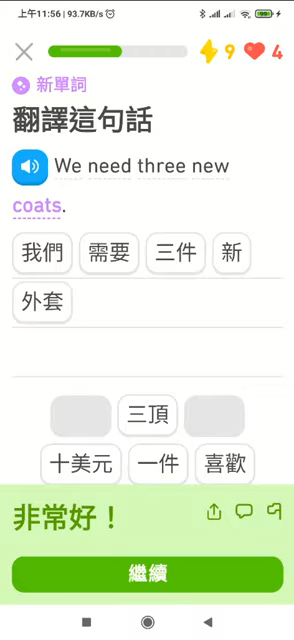 上午11:56 | 93.7KB/s
9 4
新單詞
翻譯這句話
We need three new
coats.
我們 需要 三件 新
外套
三頂
十美元 一件 喜歡
非常好！
繼續